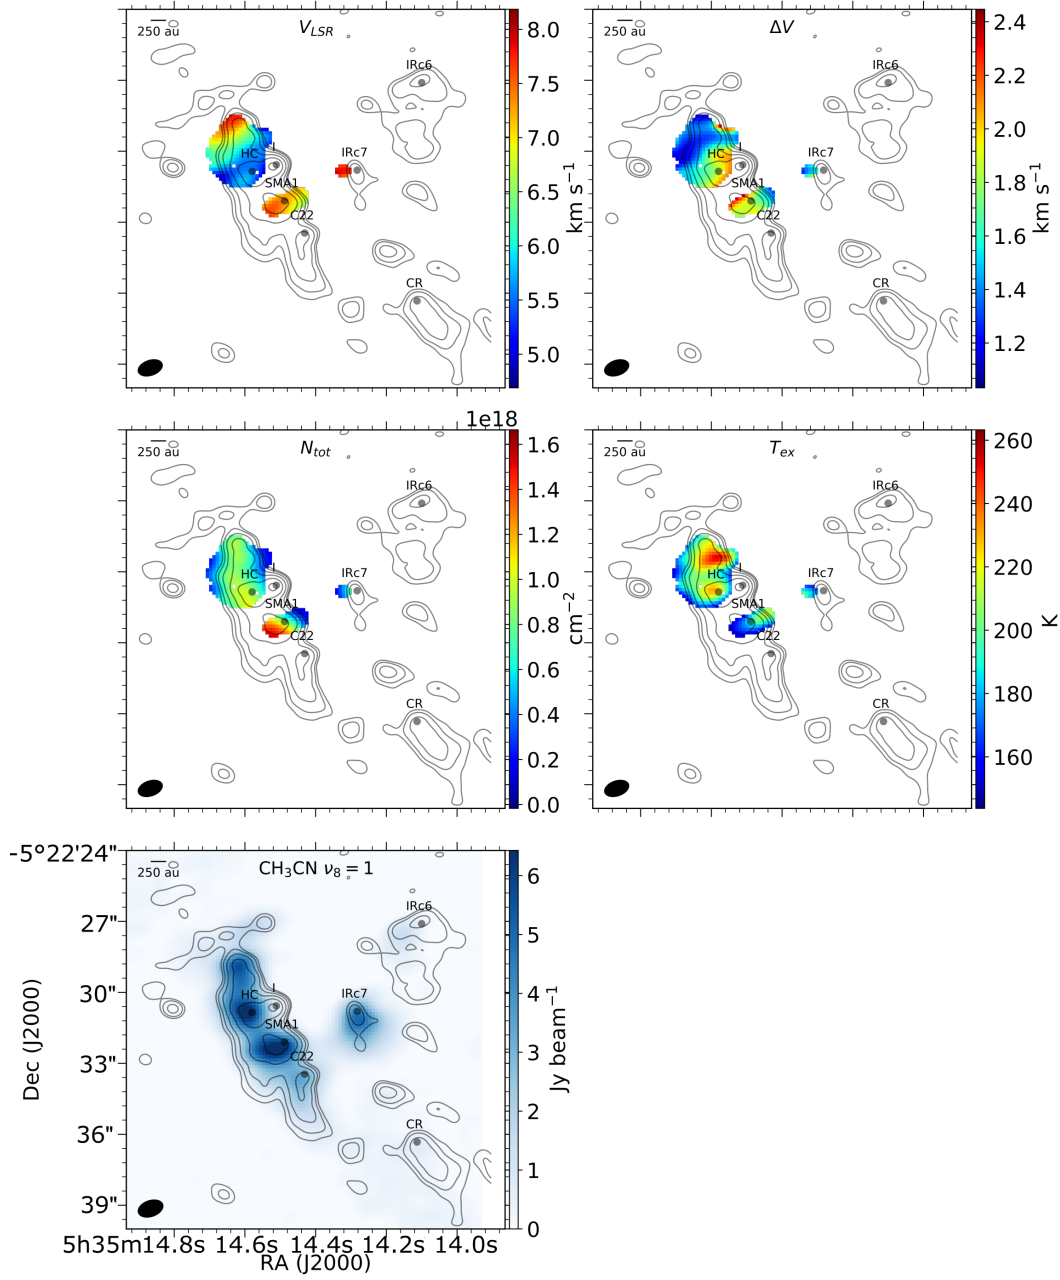 250 au
V_LSR
IRc6
HC
I
IRc7
SMA1
C22
CR
8.0
7.5
7.0
6.5
6.0
5.5
5.0
km s⁻¹
250 au
ΔV
IRc6
HC
I
IRc7
SMA1
C22
CR
2.4
2.2
2.0
1.8
1.6
1.4
1.2
km s⁻¹
1e18
250 au
N_tot
IRc6
HC
I
IRc7
SMA1
C22
CR
1.6
1.4
1.2
1.0
0.8
0.6
0.4
0.2
0.0
cm⁻²
250 au
T_ex
IRc6
HC
I
IRc7
SMA1
C22
CR
260
240
220
200
180
160
K
-5°22'24"
27"
30"
33"
36"
39"
Dec (J2000)
250 au
CH₃CN ν₈ = 1
IRc6
HC
I
IRc7
SMA1
C22
CR
6
5
4
3
2
1
0
Jy beam⁻¹
5h35m14.8s 14.6s 14.4s 14.2s 14.0s
RA (J2000)